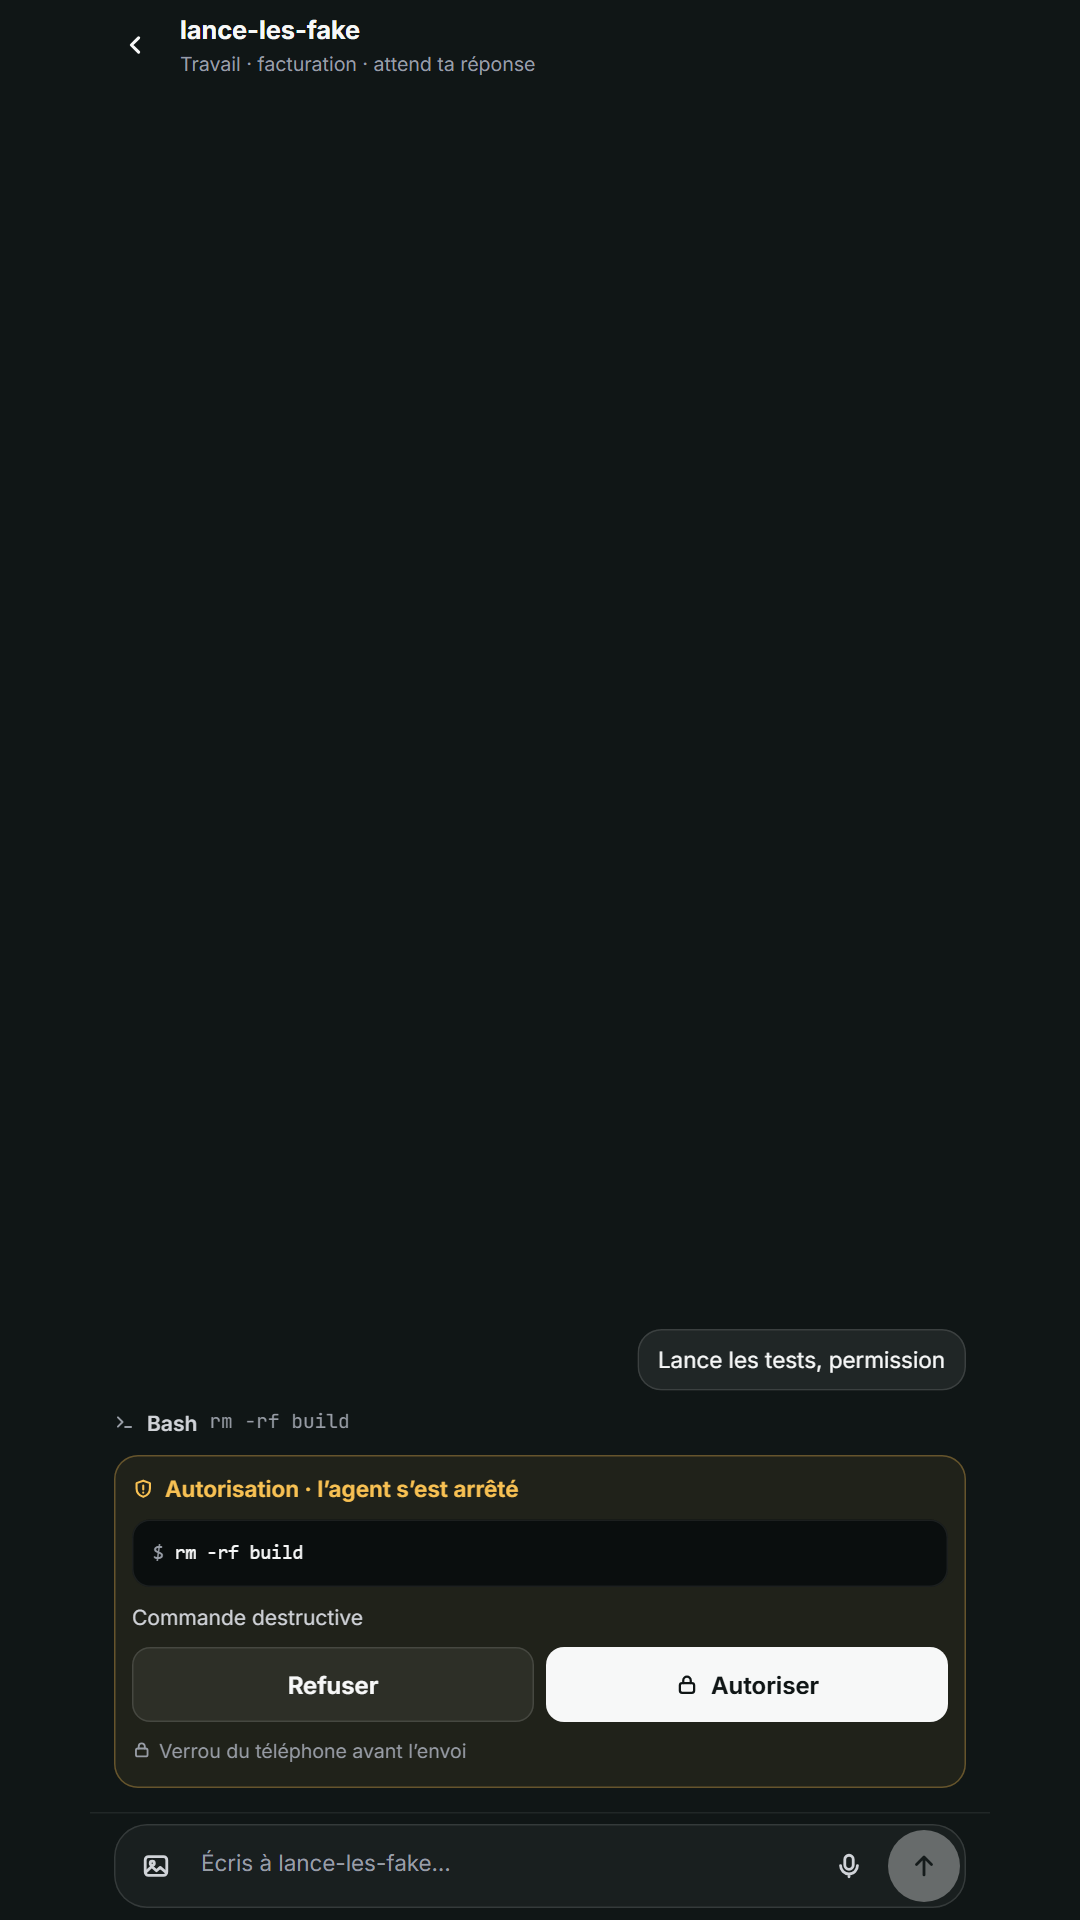 lance-les-fake
Travail · facturation · attend ta réponse
Lance les tests, permission
Bash rm -rf build
Autorisation · l’agent s’est arrêté
$ rm -rf build
Commande destructive
Refuser
Autoriser
Verrou du téléphone avant l’envoi
Écris à lance-les-fake…